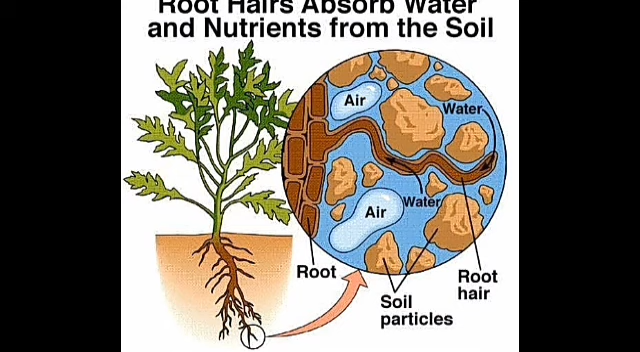 Root Hairs Absorb Water
and Nutrients from the Soil
Air
Water
Water
Air
Root
Root
hair
Soil
particles